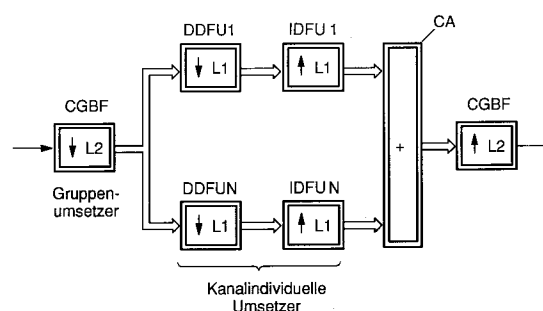 DDFU1
IDFU 1
CA
↓ L1
↑ L1
CGBF
↓ L2
Gruppen-
umsetzer
+
CGBF
↑ L2
DDFUN
IDFU N
↓ L1
↑ L1
Kanalindividuelle
Umsetzer